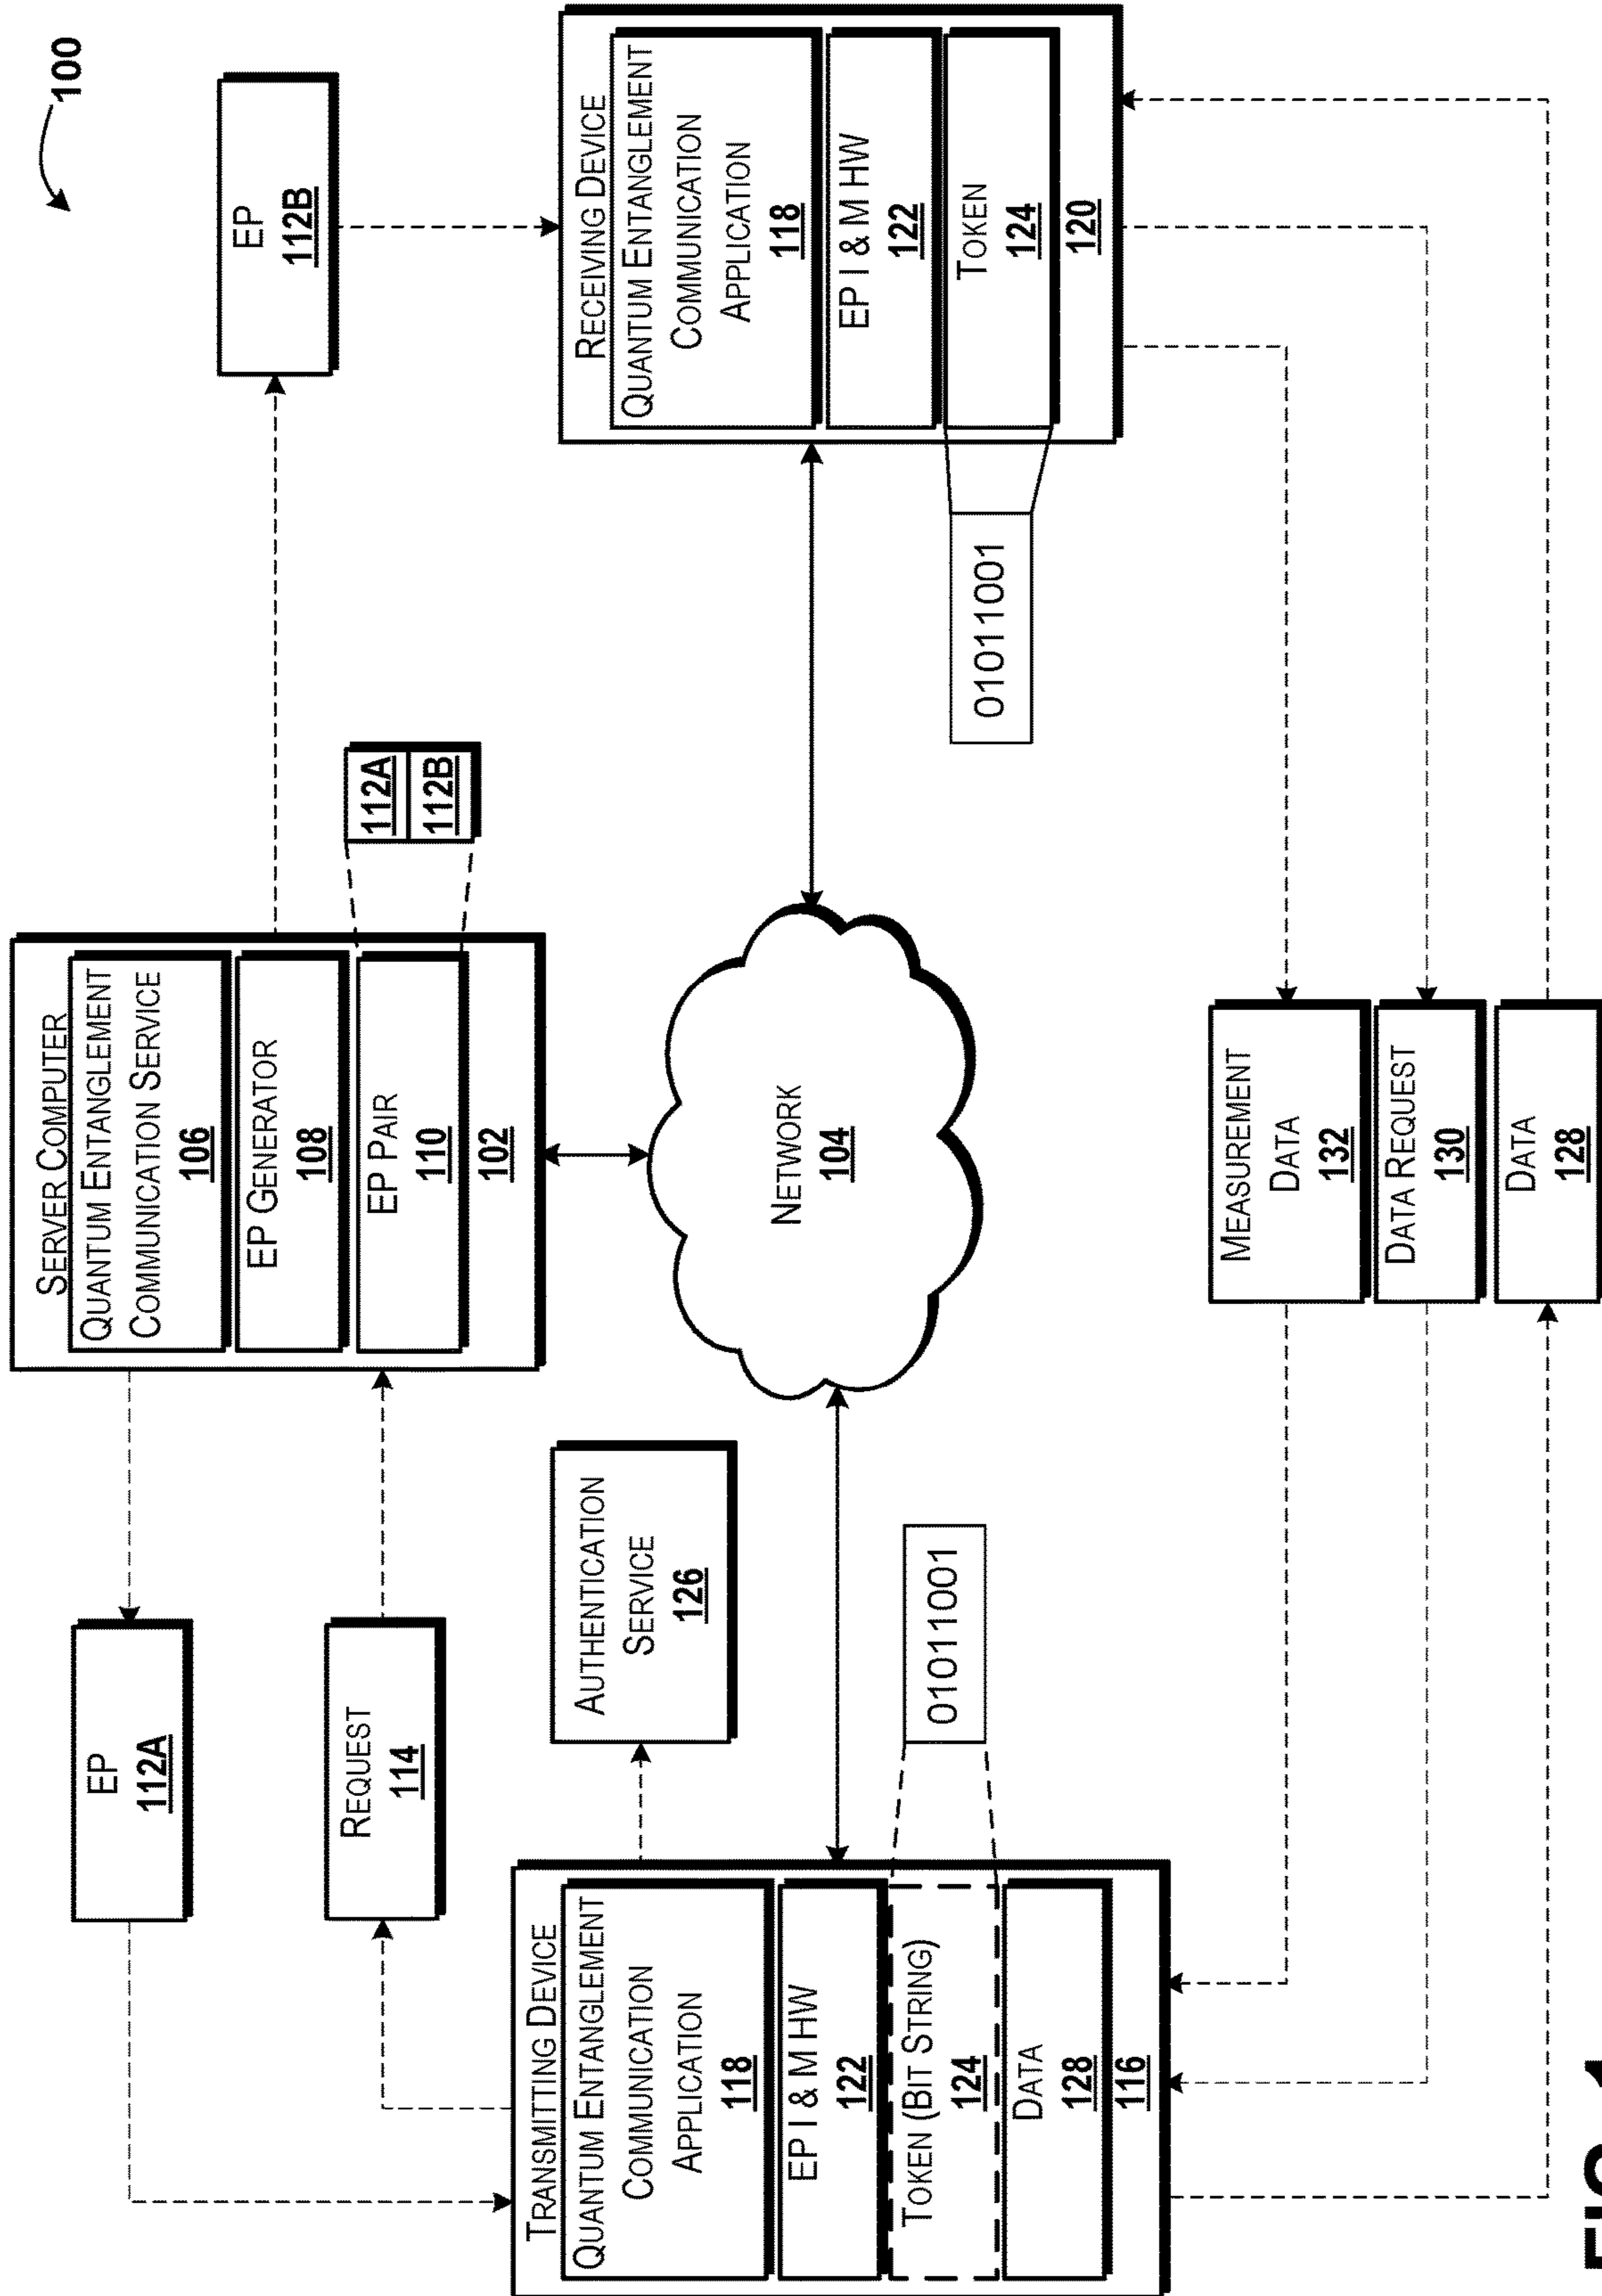 100
EP
112A
REQUEST
114
SERVER COMPUTER
QUANTUM ENTANGLEMENT
COMMUNICATION SERVICE
106
EP GENERATOR
108
EP PAIR
110
102
112A
112B
EP
112B
TRANSMITTING DEVICE
QUANTUM ENTANGLEMENT
COMMUNICATION
APPLICATION
118
EP I & M HW
122
TOKEN (BIT STRING)
124
DATA
128
116
AUTHENTICATION
SERVICE
126
01011001
NETWORK
104
RECEIVING DEVICE
QUANTUM ENTANGLEMENT
COMMUNICATION
APPLICATION
118
EP I & M HW
122
TOKEN
124
120
01011001
MEASUREMENT
DATA
132
DATA REQUEST
130
DATA
128
FIG. 1